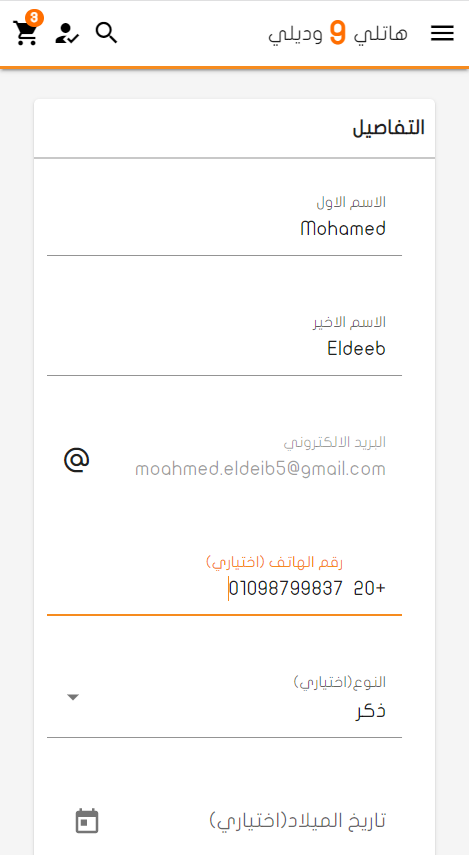 هاتلي 9 وديلي
3
التفاصيل
الاسم الاول
Mohamed
الاسم الاخير
Eldeeb
البريد الالكتروني
moahmed.eldeib5@gmail.com
رقم الهاتف (اختياري)
+20 01098799837
النوع(اختياري)
ذكر
تاريخ الميلاد(اختياري)